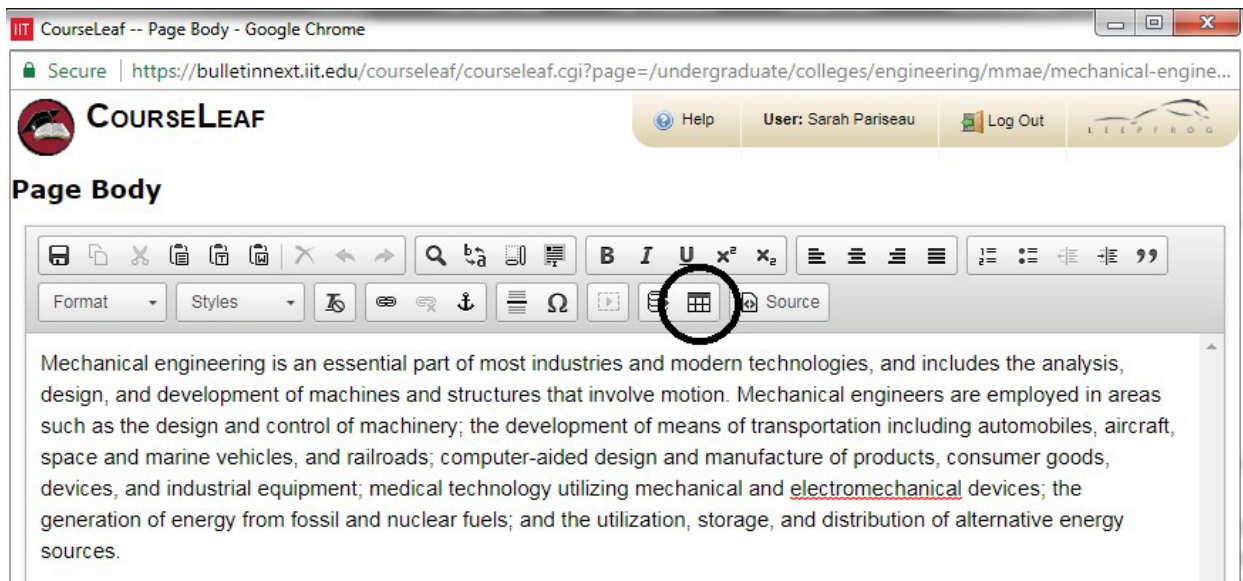 IIT CourseLeaf -- Page Body - Google Chrome
Secure | https://bulletinnext.iit.edu/courseleaf/courseleaf.cgi?page=/undergraduate/colleges/engineering/mmae/mechanical-engine...
COURSELEAF
Help User: Sarah Pariseau Log Out LEEPFROG
Page Body
B I U x² x₂
Format Styles Ω Source
Mechanical engineering is an essential part of most industries and modern technologies, and includes the analysis,
design, and development of machines and structures that involve motion. Mechanical engineers are employed in areas
such as the design and control of machinery; the development of means of transportation including automobiles, aircraft,
space and marine vehicles, and railroads; computer-aided design and manufacture of products, consumer goods,
devices, and industrial equipment; medical technology utilizing mechanical and electromechanical devices; the
generation of energy from fossil and nuclear fuels; and the utilization, storage, and distribution of alternative energy
sources.